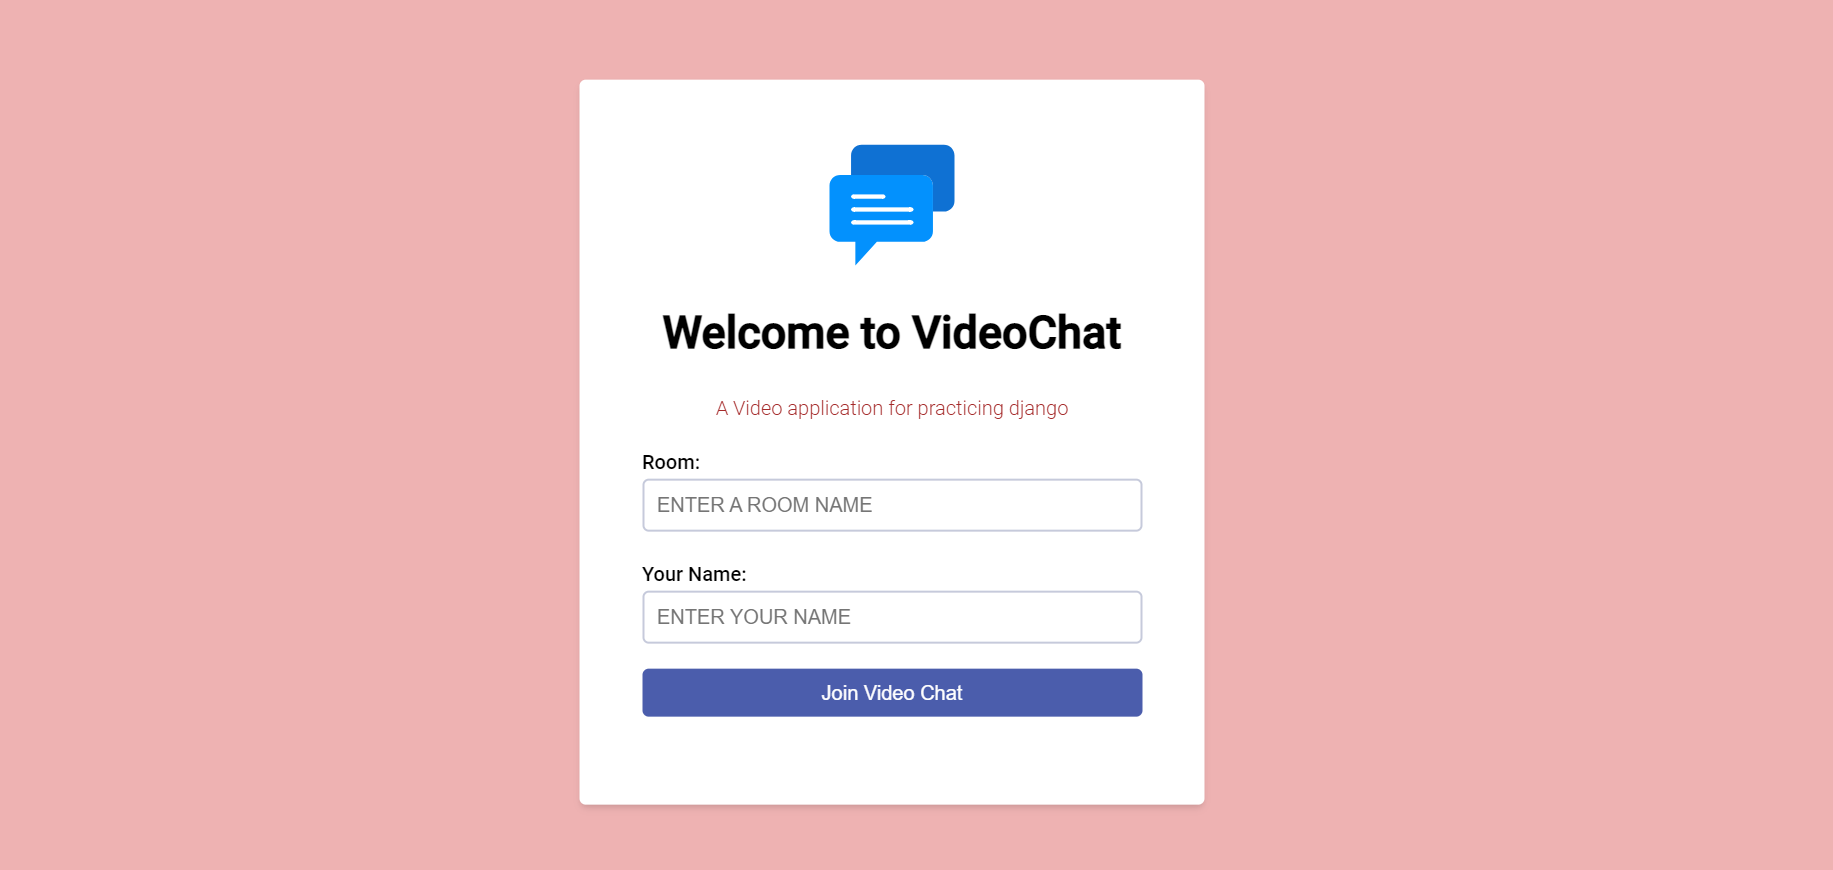 Welcome to VideoChat
A Video application for practicing django
Room:
ENTER A ROOM NAME
Your Name:
ENTER YOUR NAME
Join Video Chat